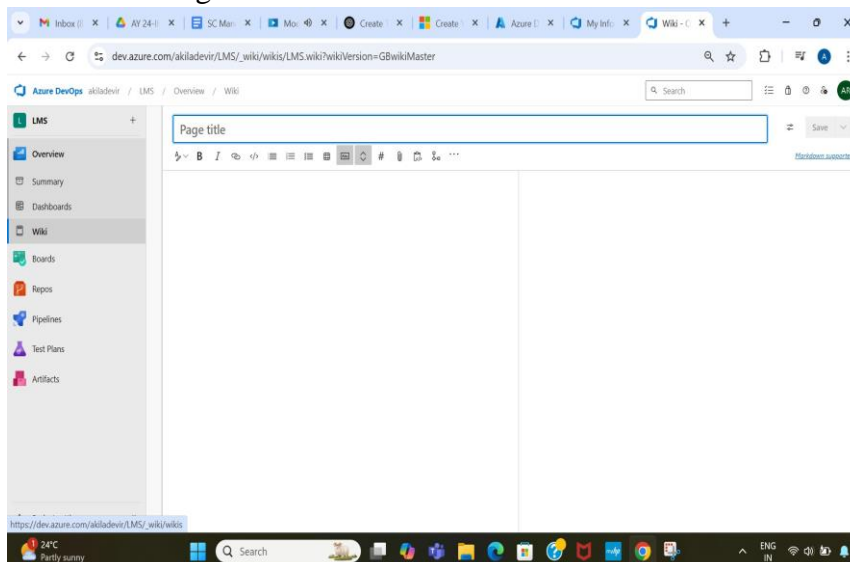 Inbox (
AY 24-
SC Mar
Mo
Create
Create
Azure D
My Info
Wiki - C
dev.azure.com/akiladevir/LMS/_wiki/wikis/LMS.wiki?wikiVersion=GBwikiMaster
A
Azure DevOps akiladevir / LMS / Overview / Wiki
Search
AR
L LMS +
Page title
Save
Overview
B I </> #
Markdown supporte
Summary
Dashboards
Wiki
Boards
Repos
Pipelines
Test Plans
Artifacts
https://dev.azure.com/akiladevir/LMS/_wiki/wikis
1
24°C
Partly sunny
Search
ENG
IN